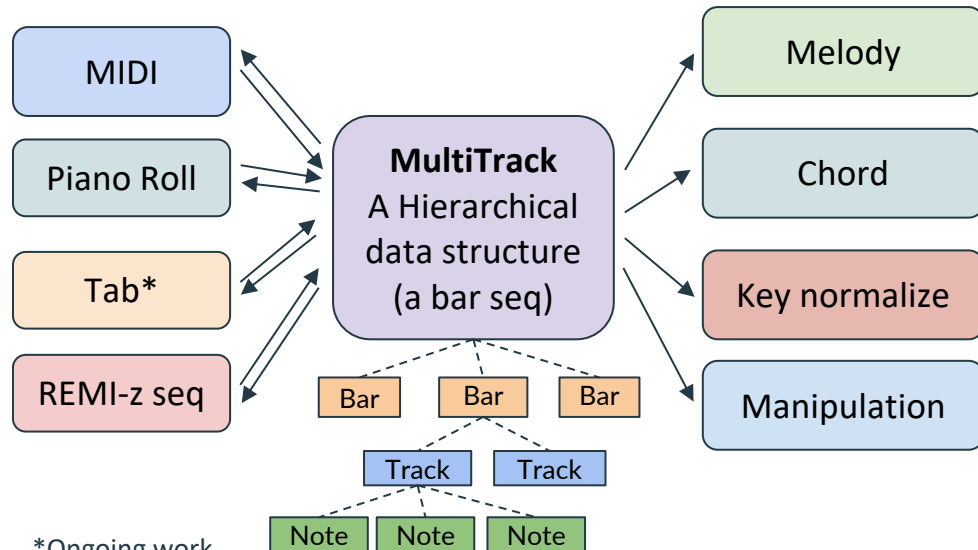 MIDI
Piano Roll
Tab*
REMI-z seq
MultiTrack
A Hierarchical
data structure
(a bar seq)
Melody
Chord
Key normalize
Manipulation
Bar
Bar
Bar
Track
Track
Note
Note
Note
*Ongoing work